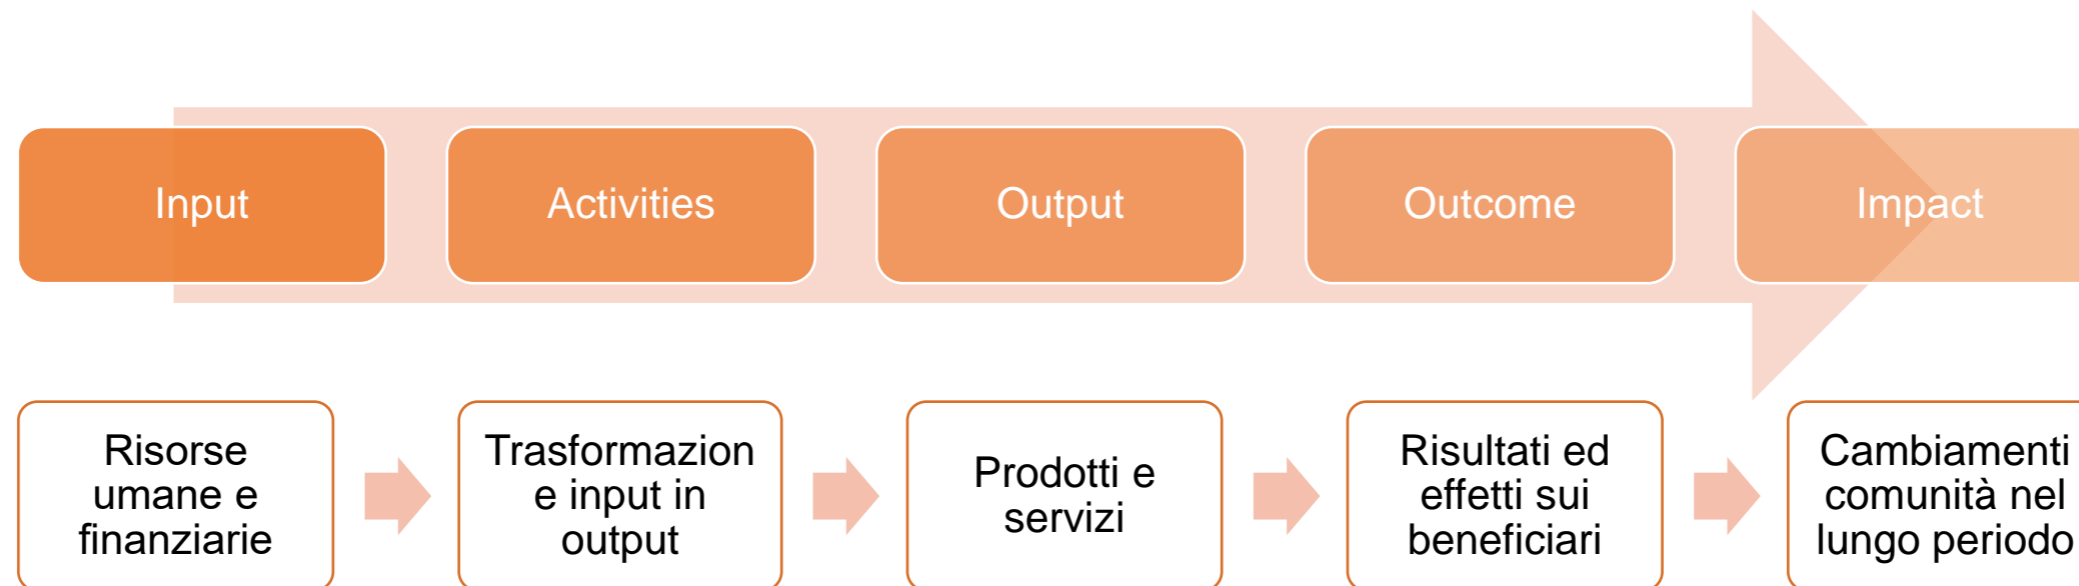 Input
Activities
Output
Outcome
Impact
Risorse
umane e
finanziarie
Trasformazion
e input in
output
Prodotti e
servizi
Risultati ed
effetti sui
beneficiari
Cambiamenti
comunità nel
lungo periodo